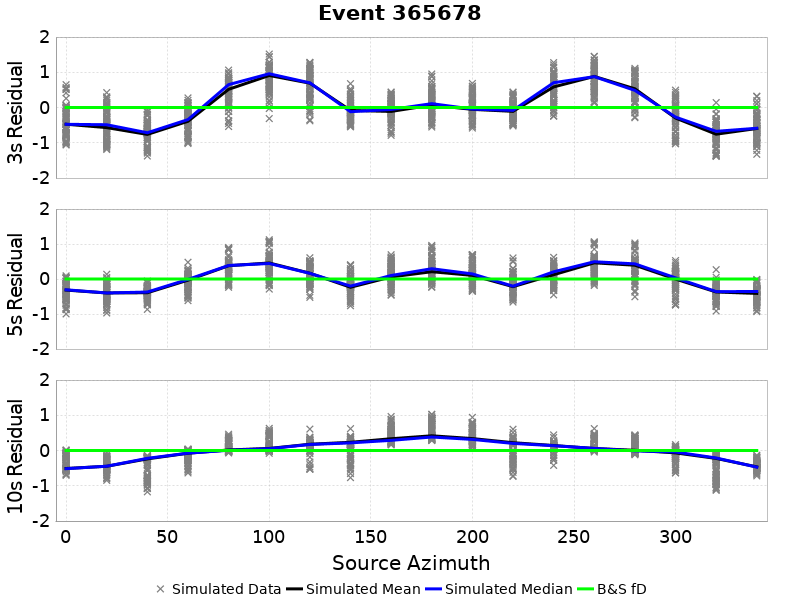 Event 365678
3s Residual
2
1
0
-1
-2
5s Residual
2
1
0
-1
-2
10s Residual
2
1
0
-1
-2
0 50 100 150 200 250 300
Source Azimuth
Simulated Data Simulated Mean Simulated Median B&S fD